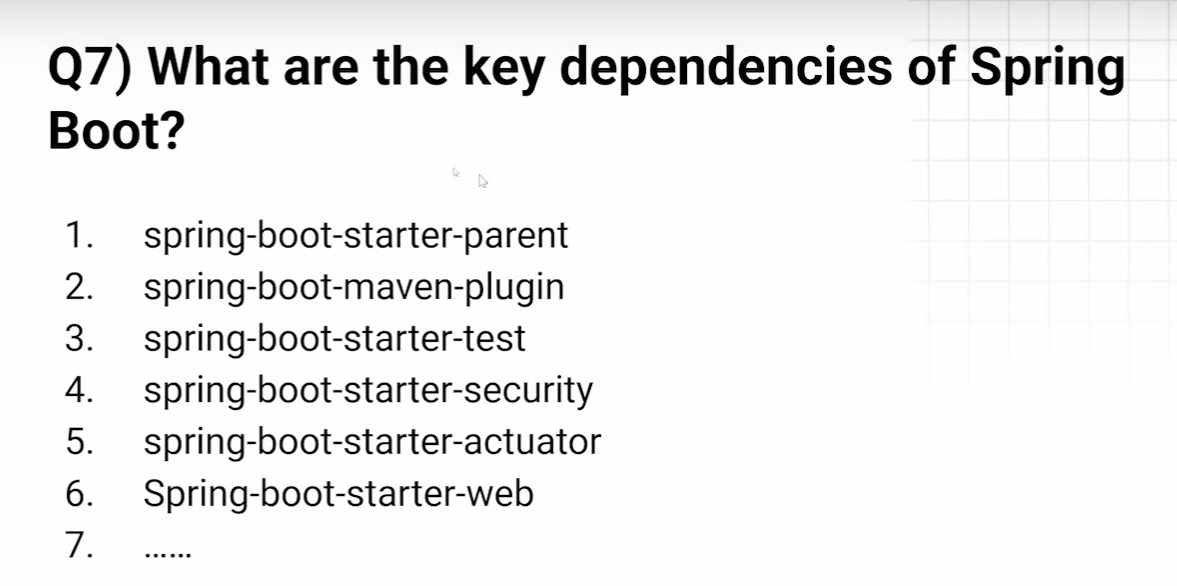 Q7) What are the key dependencies of Spring
Boot?
1. spring-boot-starter-parent
2. spring-boot-maven-plugin
3. spring-boot-starter-test
4. spring-boot-starter-security
5. spring-boot-starter-actuator
6. Spring-boot-starter-web
7. ......